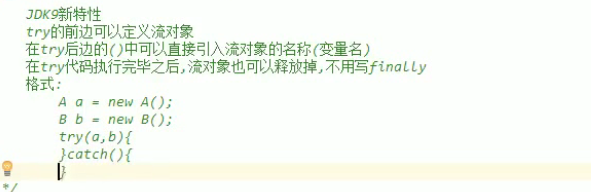 JDK9新特性
try的前边可以定义流对象
在try后边的()中可以直接引入流对象的名称(变量名)
在try代码执行完毕之后,流对象也可以释放掉,不用写finally
格式:
A a = new A();
B b = new B();
try(a,b){
}catch(){
}
*/